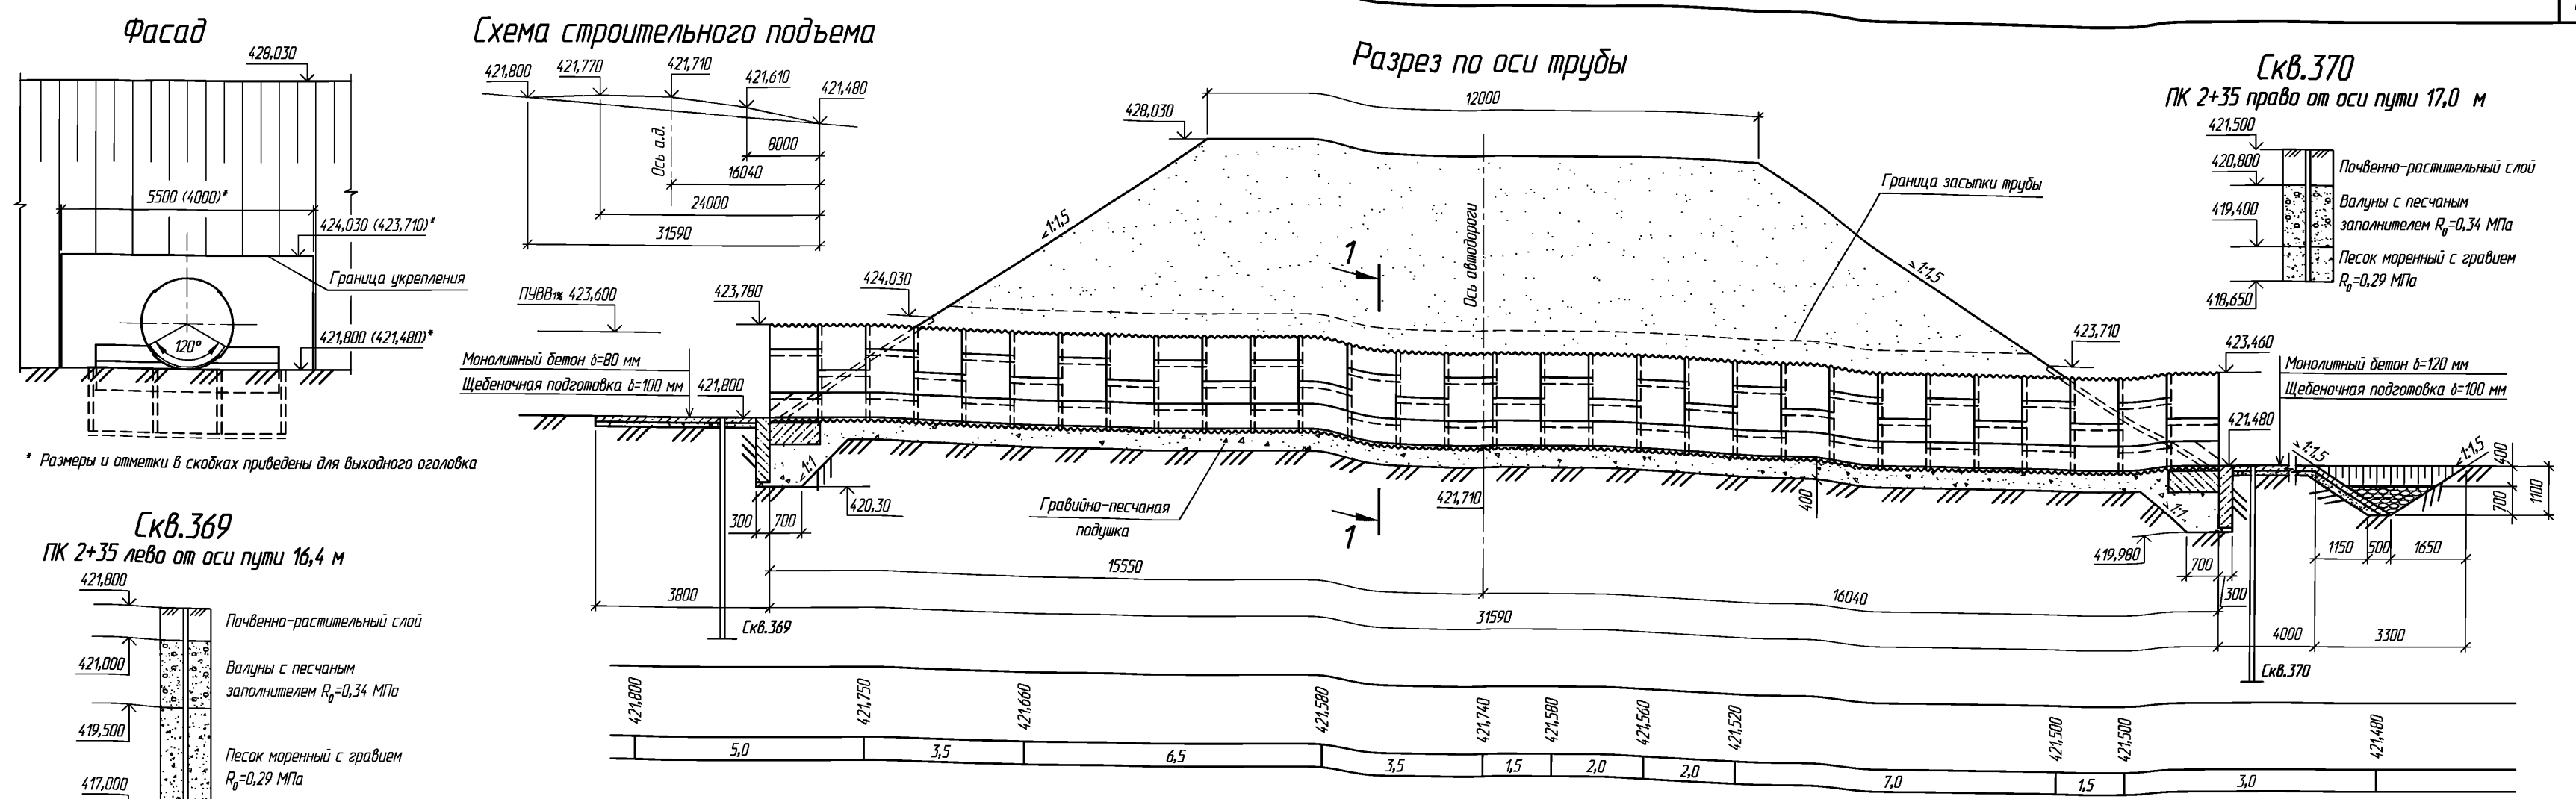 Фасад
428,030
5500 (4000)*
424,030 (423,710)*
Граница укрепления
421,800 (421,480)*
120°
* Размеры и отметки в скобках приведены для выходного оголовка
Скв.369
ПК 2+35 лево от оси пути 16,4 м
421,800
Почвенно-растительный слой
421,000
Валуны с песчаным
заполнителем R₀=0,34 МПа
419,500
Песок моренный с гравием
R₀=0,29 МПа
417,000
Схема строительного подъема
421,800
421,770
421,710
421,610
421,480
Ось а.д.
8000
16040
24000
31590
Разрез по оси трубы
12000
428,030
1:1,5
Граница засыпки трубы
1:1,5
Ось автодороги
1
1
ПУВВ1% 423,600
423,780
424,030
423,710
423,460
Монолитный бетон δ=80 мм
Щебеночная подготовка δ=100 мм
421,800
Монолитный бетон δ=120 мм
Щебеночная подготовка δ=100 мм
421,480
1:1,5
1:1,5
400
700
1100
1:1
420,30
300
700
Гравийно-песчаная
подушка
421,710
400
1:1
419,980
700
300
1150
500
1650
15550
16040
3800
31590
4000
3300
Скв.369
Скв.370
421,800
421,750
421,660
421,580
421,740
421,580
421,560
421,520
421,500
421,500
421,480
5,0
3,5
6,5
3,5
1,5
2,0
2,0
7,0
1,5
3,0
Скв.370
ПК 2+35 право от оси пути 17,0 м
421,500
420,800
Почвенно-растительный слой
419,400
Валуны с песчаным
заполнителем R₀=0,34 МПа
Песок моренный с гравием
R₀=0,29 МПа
418,650